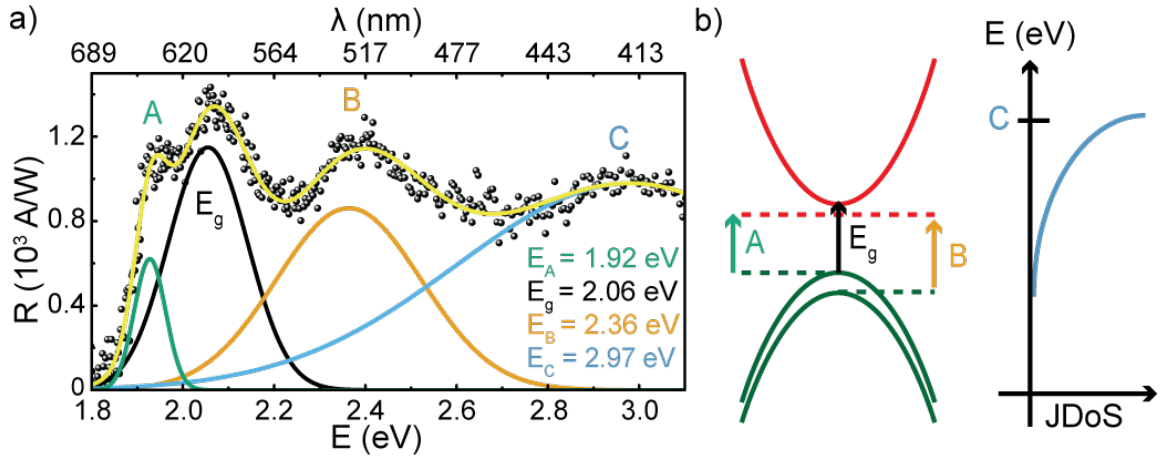 a)
λ (nm)
689 620 564 517 477 443 413
R (10³ A/W)
1.2
0.8
0.4
0
A
E_g
B
C
E_A = 1.92 eV
E_g = 2.06 eV
E_B = 2.36 eV
E_C = 2.97 eV
1.8 2.0 2.2 2.4 2.6 2.8 3.0
E (eV)
b)
A
E_g
B
E (eV)
C
JDoS